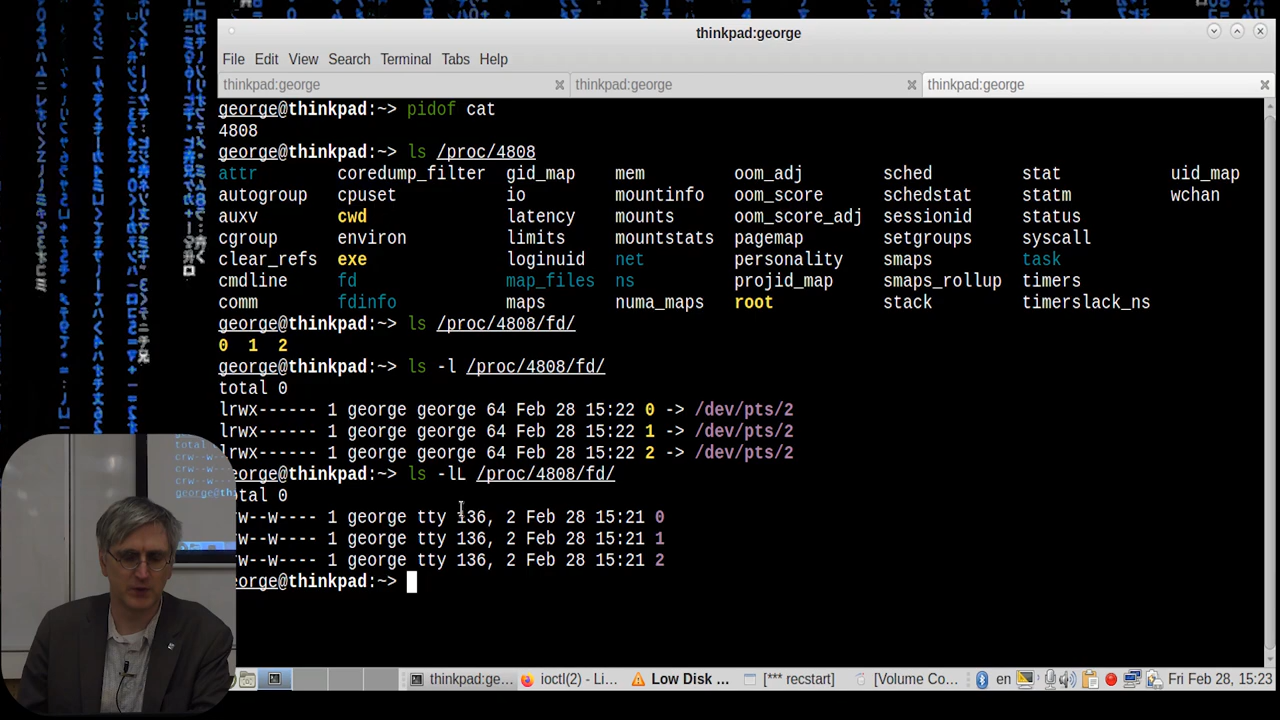 thinkpad:george
File Edit View Search Terminal Tabs Help
thinkpad:george thinkpad:george thinkpad:george
george@thinkpad:~> pidof cat
4808
george@thinkpad:~> ls /proc/4808
attr coredump_filter gid_map mem oom_adj sched stat uid_map
autogroup cpuset io mountinfo oom_score schedstat statm wchan
auxv cwd latency mounts oom_score_adj sessionid status
cgroup environ limits mountstats pagemap setgroups syscall
clear_refs exe loginuid net personality smaps task
cmdline fd map_files ns projid_map smaps_rollup timers
comm fdinfo maps numa_maps root stack timerslack_ns
george@thinkpad:~> ls /proc/4808/fd/
0 1 2
george@thinkpad:~> ls -l /proc/4808/fd/
total 0
lrwx------ 1 george george 64 Feb 28 15:22 0 -> /dev/pts/2
lrwx------ 1 george george 64 Feb 28 15:22 1 -> /dev/pts/2
lrwx------ 1 george george 64 Feb 28 15:22 2 -> /dev/pts/2
george@thinkpad:~> ls -lL /proc/4808/fd/
otal 0
rw--w---- 1 george tty 136, 2 Feb 28 15:21 0
rw--w---- 1 george tty 136, 2 Feb 28 15:21 1
rw--w---- 1 george tty 136, 2 Feb 28 15:21 2
eorge@thinkpad:~>
thinkpad:ge... ioctl(2) - Li... Low Disk ... [*** recstart] [Volume Co... en Fri Feb 28, 15:23